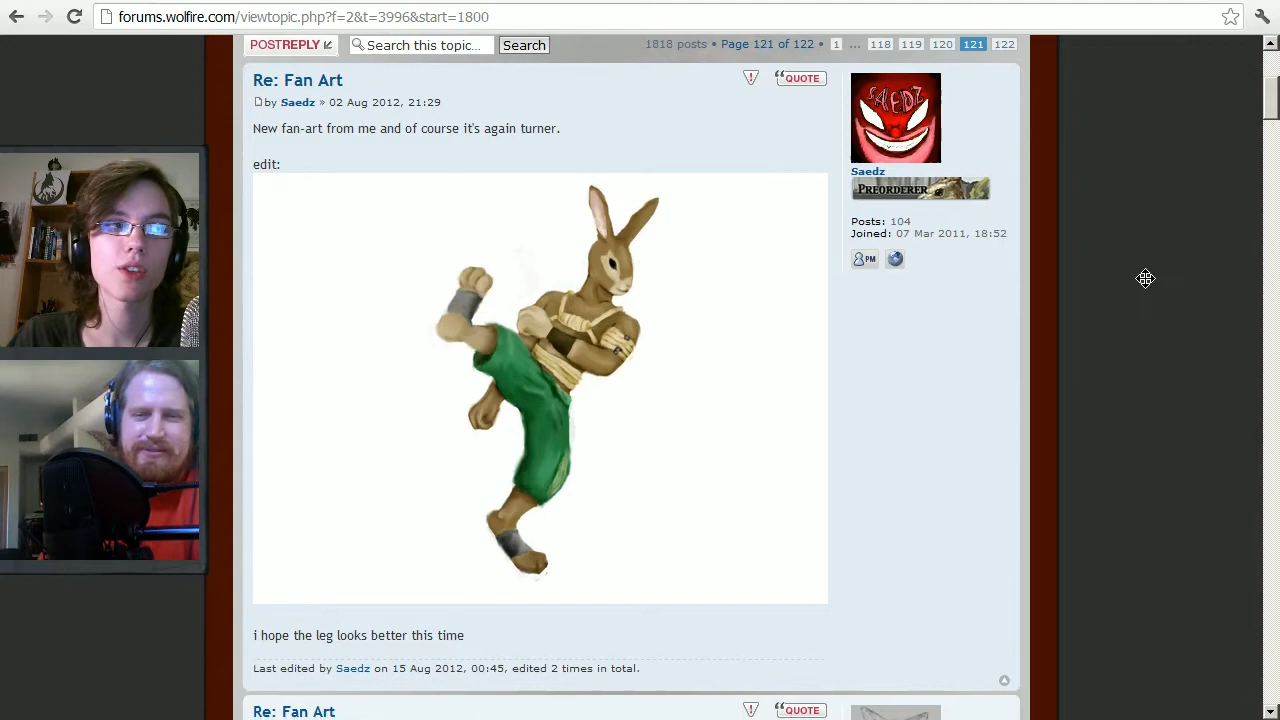 forums.wolfire.com/viewtopic.php?f=2&t=3996&start=1800
POSTREPLY
Search this topic...
Search
1818 posts • Page 121 of 122 • 1 ... 118 119 120 121 122
Re: Fan Art
QUOTE
by Saedz » 02 Aug 2012, 21:29
New fan-art from me and of course it's again turner.
edit:
SAEDZ
Saedz
PREORDERER
Posts: 104
Joined: 07 Mar 2011, 18:52
PM
i hope the leg looks better this time
Last edited by Saedz on 15 Aug 2012, 00:45, edited 2 times in total.
Re: Fan Art
QUOTE